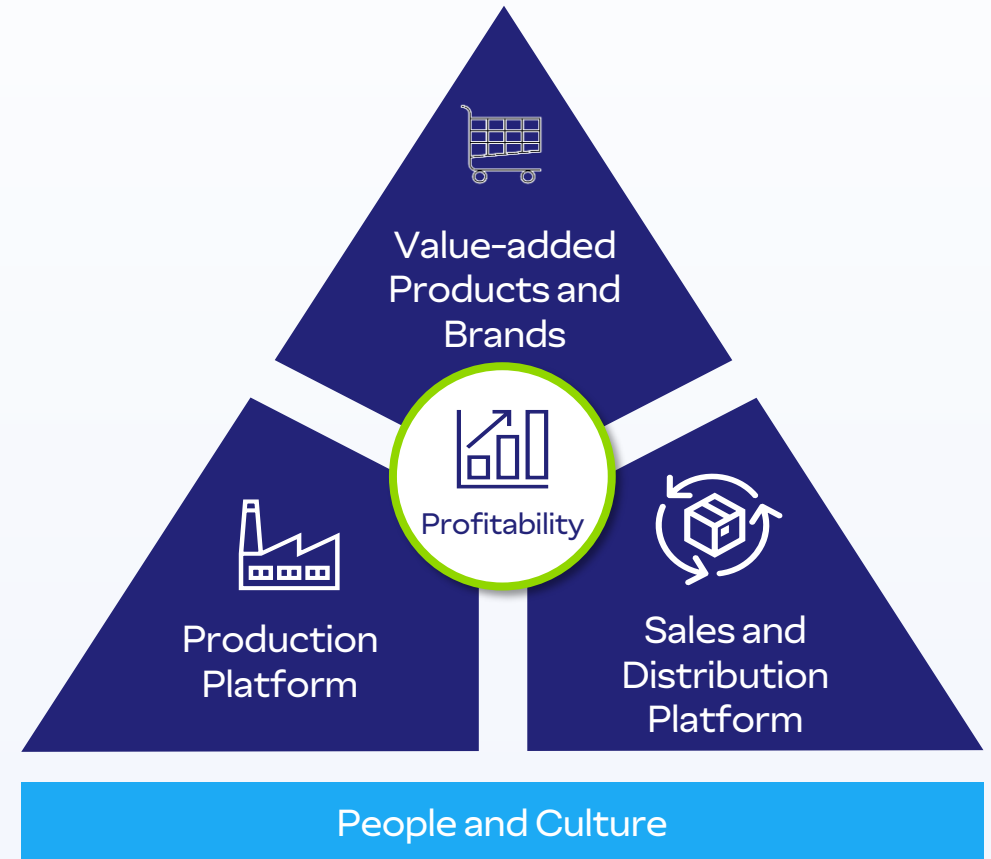 Value-added
Products and
Brands
Profitability
Production
Platform
Sales and
Distribution
Platform
People and Culture